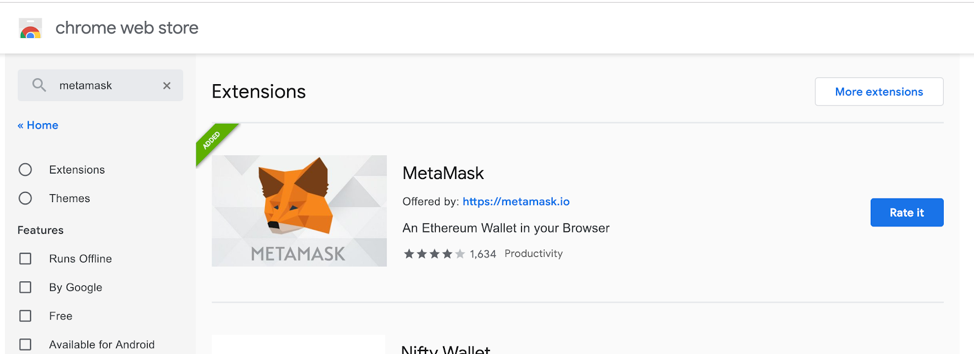 chrome web store
metamask
« Home
Extensions
Themes
Features
Runs Offline
By Google
Free
Available for Android
Extensions
More extensions
ADDED
METAMASK
MetaMask
Offered by: https://metamask.io
An Ethereum Wallet in your Browser
1,634 Productivity
Rate it
Nifty Wallet